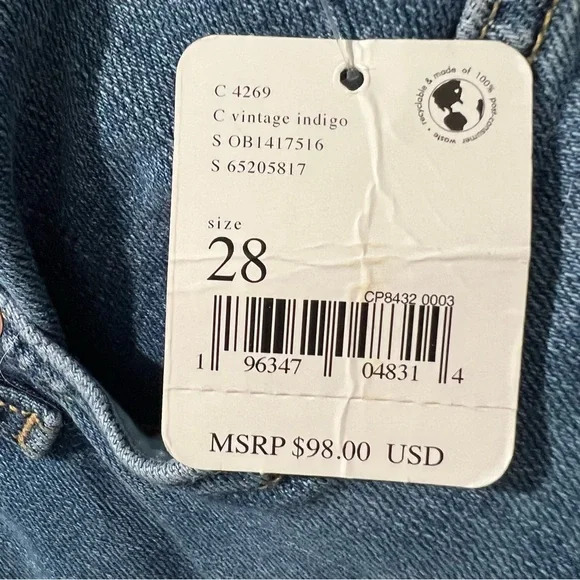 C 4269
C vintage indigo
S OB1417516
S 65205817
recyclable & made of 100% post-consumer waste •
size
28
CP8432 0003
1 96347 04831 4
MSRP $98.00 USD